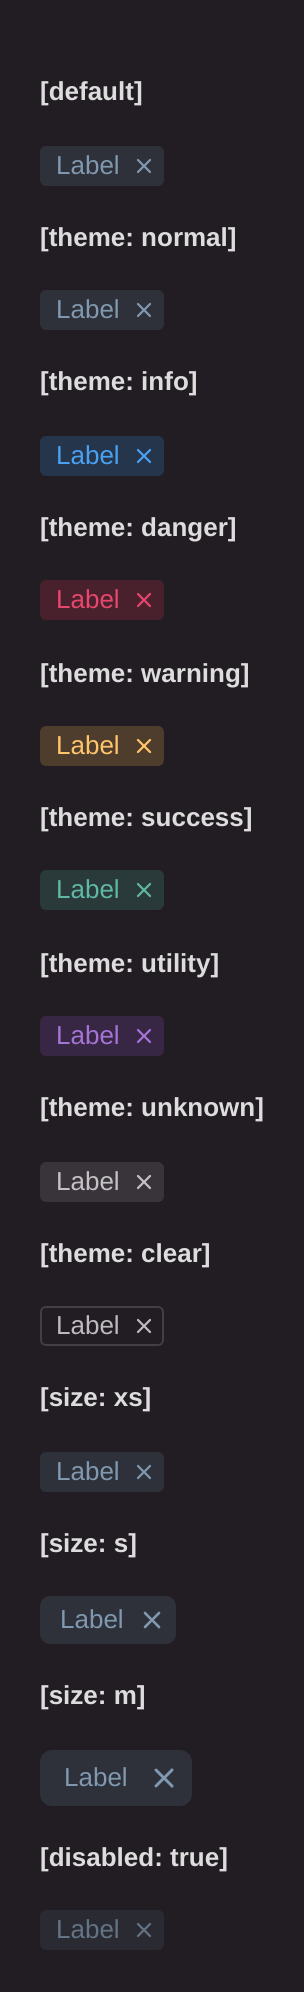 [default]
Label
[theme: normal]
Label
[theme: info]
Label
[theme: danger]
Label
[theme: warning]
Label
[theme: success]
Label
[theme: utility]
Label
[theme: unknown]
Label
[theme: clear]
Label
[size: xs]
Label
[size: s]
Label
[size: m]
Label
[disabled: true]
Label